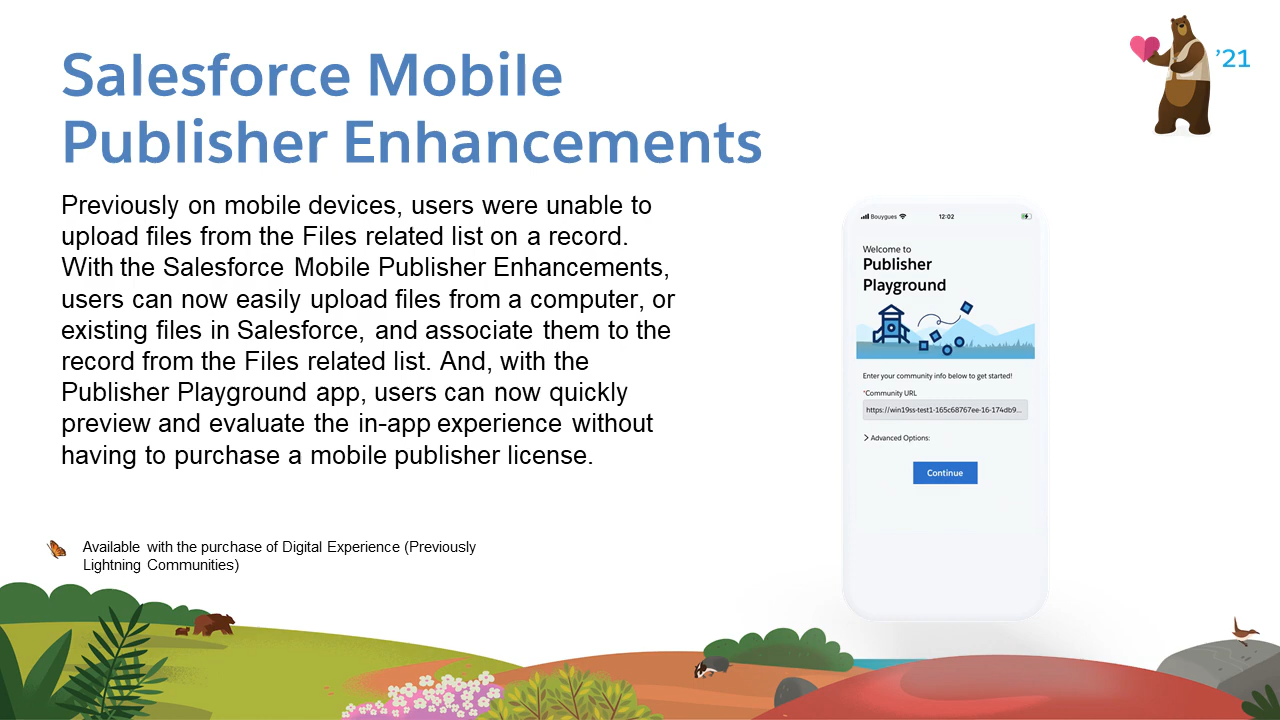 Salesforce Mobile
Publisher Enhancements
’21
Previously on mobile devices, users were unable to
upload files from the Files related list on a record.
With the Salesforce Mobile Publisher Enhancements,
users can now easily upload files from a computer, or
existing files in Salesforce, and associate them to the
record from the Files related list. And, with the
Publisher Playground app, users can now quickly
preview and evaluate the in-app experience without
having to purchase a mobile publisher license.
Available with the purchase of Digital Experience (Previously
Lightning Communities)
Bouygues 12:02
Welcome to
Publisher
Playground
Enter your community info below to get started!
*Community URL
https://win19ss-test1-165c68767ee-16-174db9...
Advanced Options:
Continue